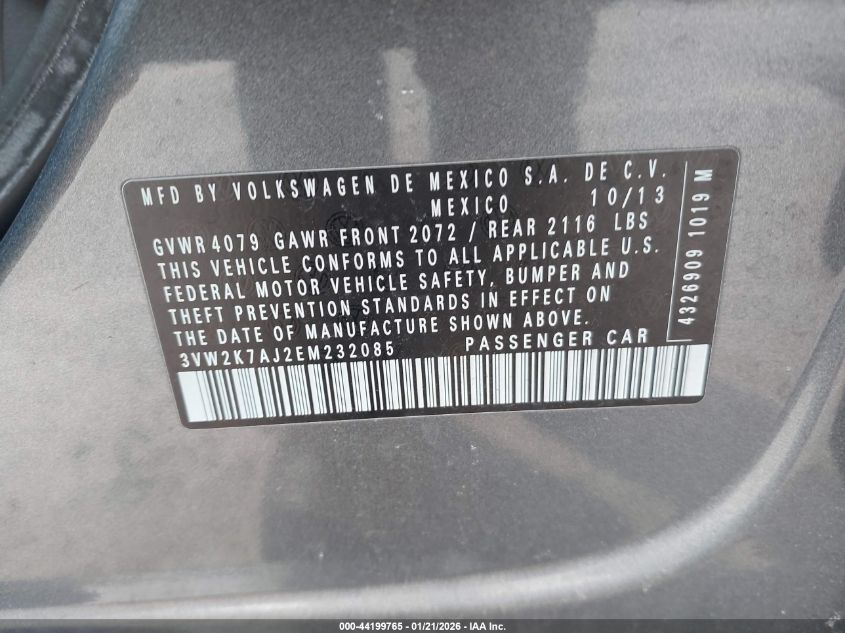 MFD BY VOLKSWAGEN DE MEXICO S.A. DE C.V.
MEXICO 10/13
GVWR 4079 GAWR FRONT 2072 / REAR 2116 LBS
THIS VEHICLE CONFORMS TO ALL APPLICABLE U.S.
FEDERAL MOTOR VEHICLE SAFETY, BUMPER AND
THEFT PREVENTION STANDARDS IN EFFECT ON
THE DATE OF MANUFACTURE SHOWN ABOVE.
3VW2K7AJ2EM232085 PASSENGER CAR
4326909 1019 M
000-44199765 - 01/21/2026 - IAA Inc.